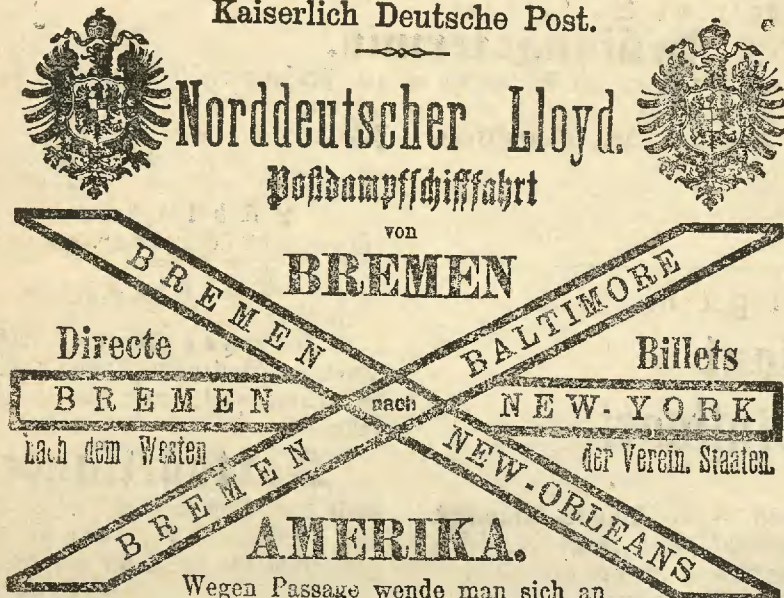 Kaiserlich Deutsche Post.
Norddeutscher Lloyd.
Postdampfschifffahrt
von
BREMEN
BREMEN
BALTIMORE
Directe
Billets
BREMEN
nach
NEW-YORK
nach dem Westen
der Verein. Staaten.
BREMEN
NEW-ORLEANS
AMERIKA.
Wegen Passage wende man sich an